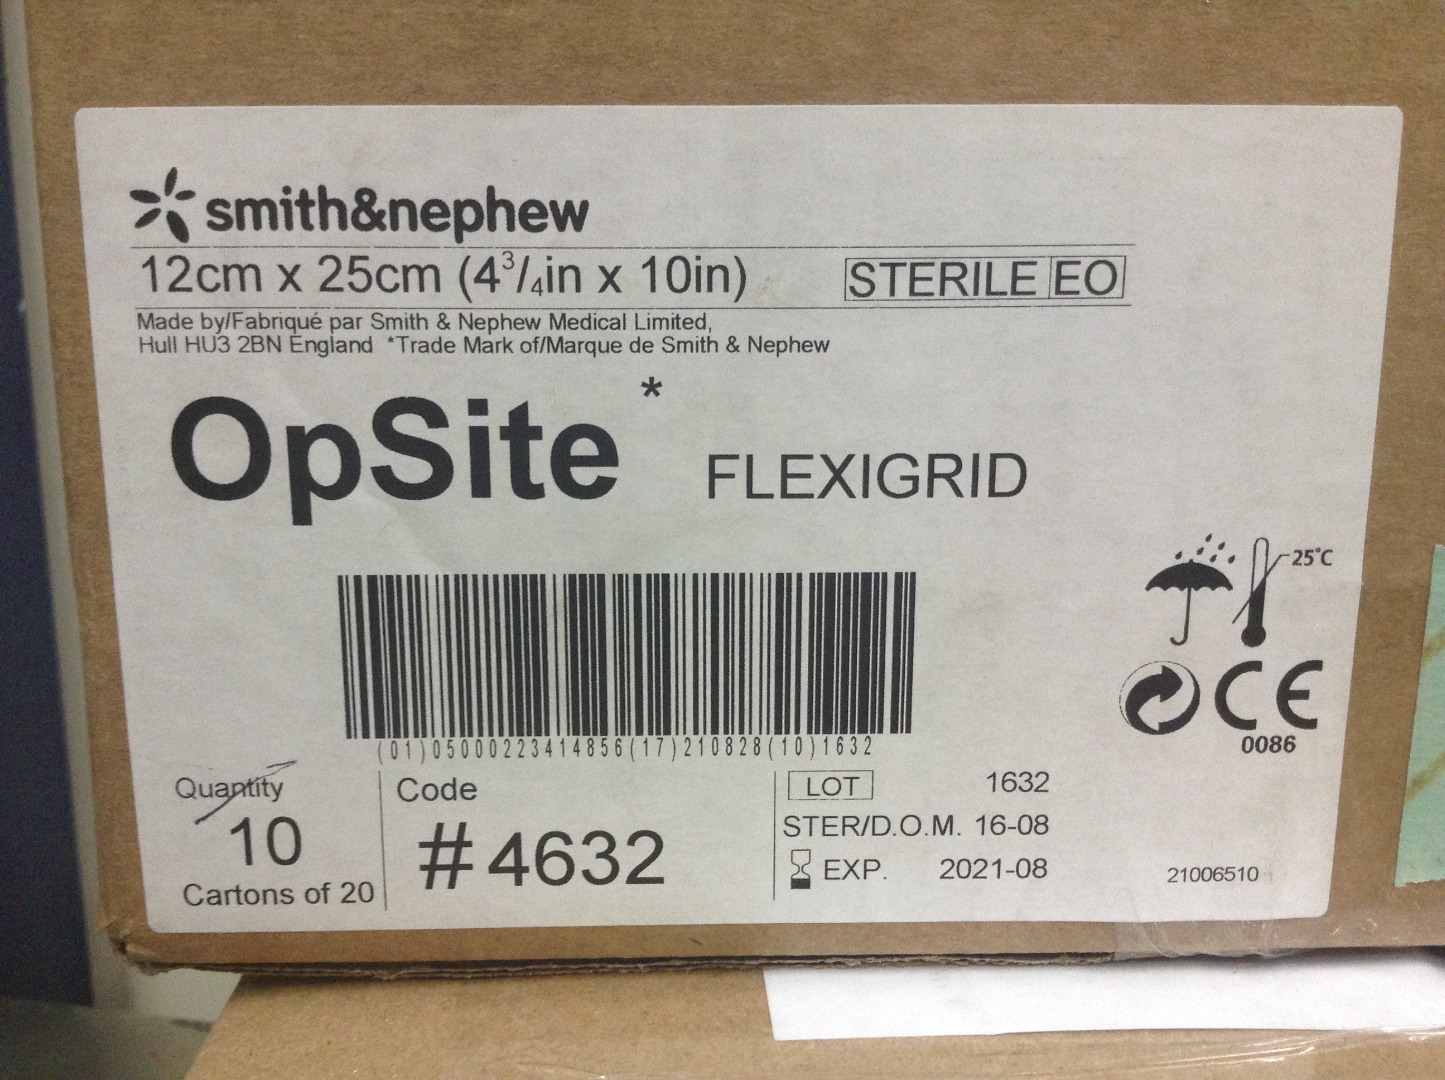 smith&nephew
12cm x 25cm (4 3/4in x 10in) STERILE EO
Made by/Fabriqué par Smith & Nephew Medical Limited,
Hull HU3 2BN England *Trade Mark of/Marque de Smith & Nephew
OpSite * FLEXIGRID
25°C
(01)05000223414856(17)210828(10)1632
CE
0086
Quantity
10
Cartons of 20
Code
#4632
LOT 1632
STER/D.O.M. 16-08
EXP. 2021-08
21006510